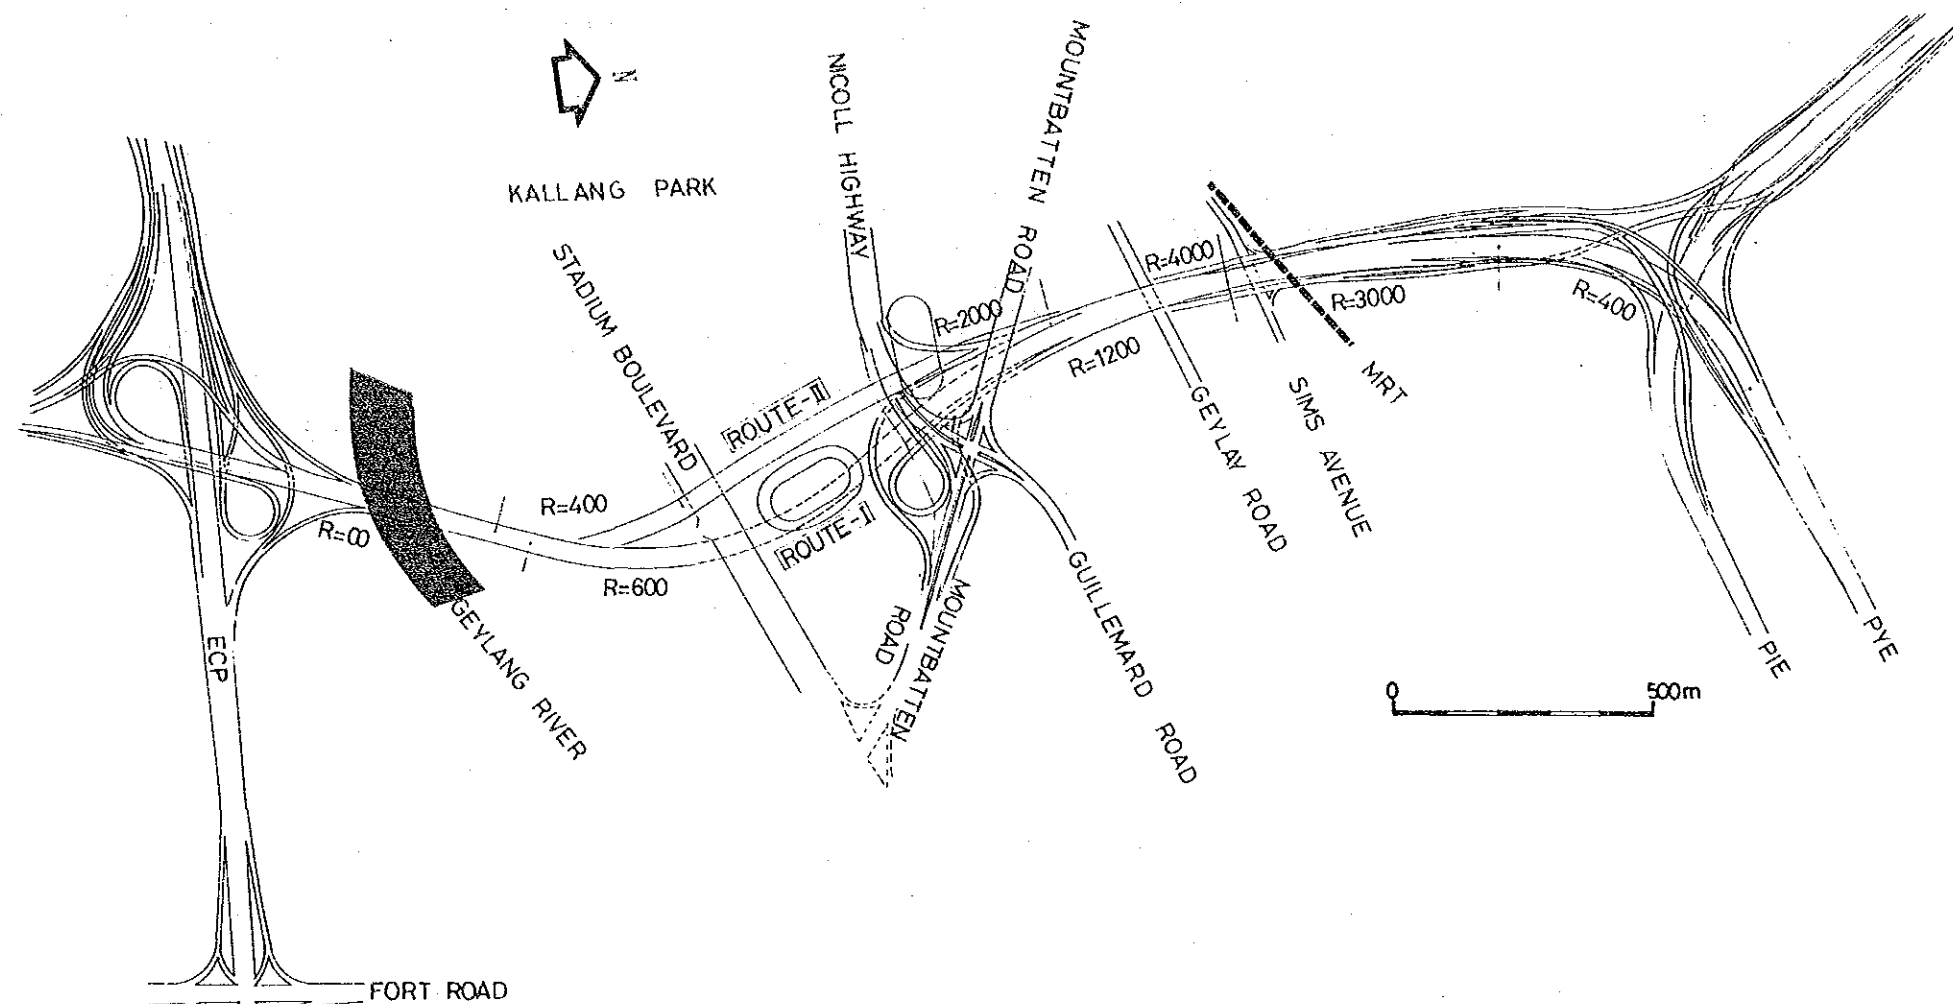 N
KALLANG PARK
NICOLL HIGHWAY
MOUNTBATTEN ROAD
STADIUM BOULEVARD
R=4000
R=2000
R=3000
R=400
R=1200
MRT
[ROUTE-II]
GEYLAY ROAD
SIMS AVENUE
R=400
R=00
[ROUTE-I]
R=600
GEYLANG RIVER
ECP
MOUNTBATTEN
ROAD
GUILLEMARD ROAD
PIE
PYE
0 500m
FORT ROAD